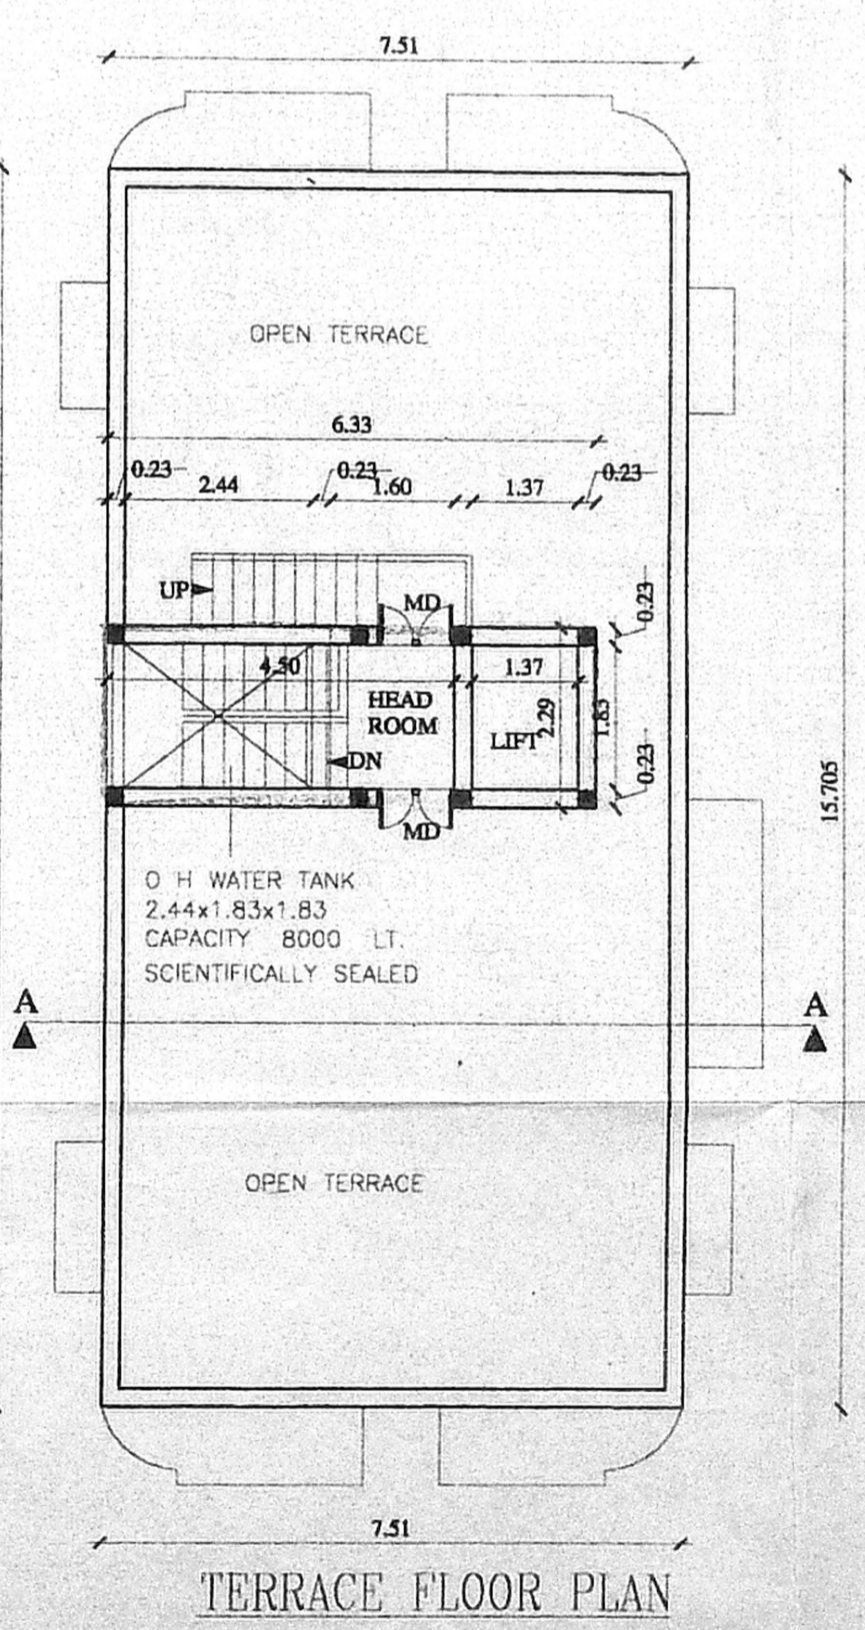 7.51
OPEN TERRACE
6.33
0.23
0.23
0.23
2.44
1.60
1.37
UP
MD
0.23
4.50
1.37
HEAD
ROOM
2.29
1.83
LIFT
DN
0.23
MD
15.705
O H WATER TANK
2.44x1.83x1.83
CAPACITY 8000 LT.
SCIENTIFICALLY SEALED
A
A
OPEN TERRACE
7.51
TERRACE FLOOR PLAN